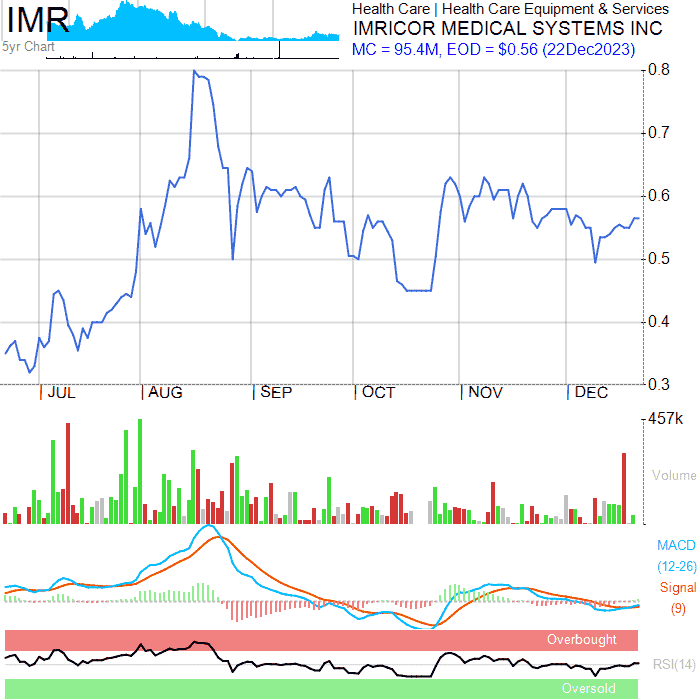 IMR
Health Care | Health Care Equipment & Services
IMRICOR MEDICAL SYSTEMS INC
5yr Chart
MC = 95.4M, EOD = $0.56 (22Dec2023)
0.8
0.7
0.6
0.5
0.4
0.3
JUL AUG SEP OCT NOV DEC
457k
Volume
MACD
(12-26)
Signal
(9)
Overbought
RSI(14)
Oversold